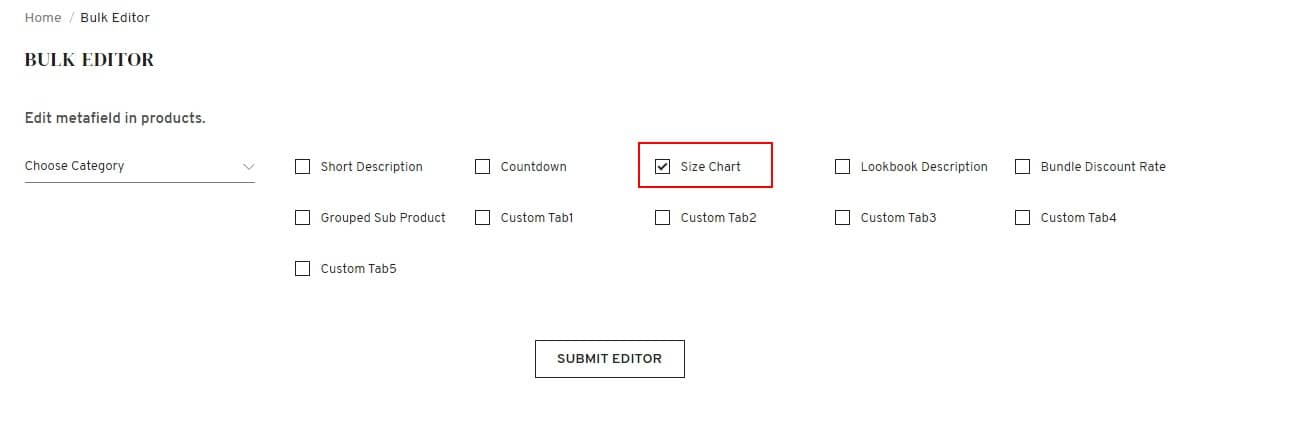 Home / Bulk Editor
BULK EDITOR
Edit metafield in products.
Choose Category
Short Description Countdown Size Chart Lookbook Description Bundle Discount Rate
Grouped Sub Product Custom Tab1 Custom Tab2 Custom Tab3 Custom Tab4
Custom Tab5
SUBMIT EDITOR